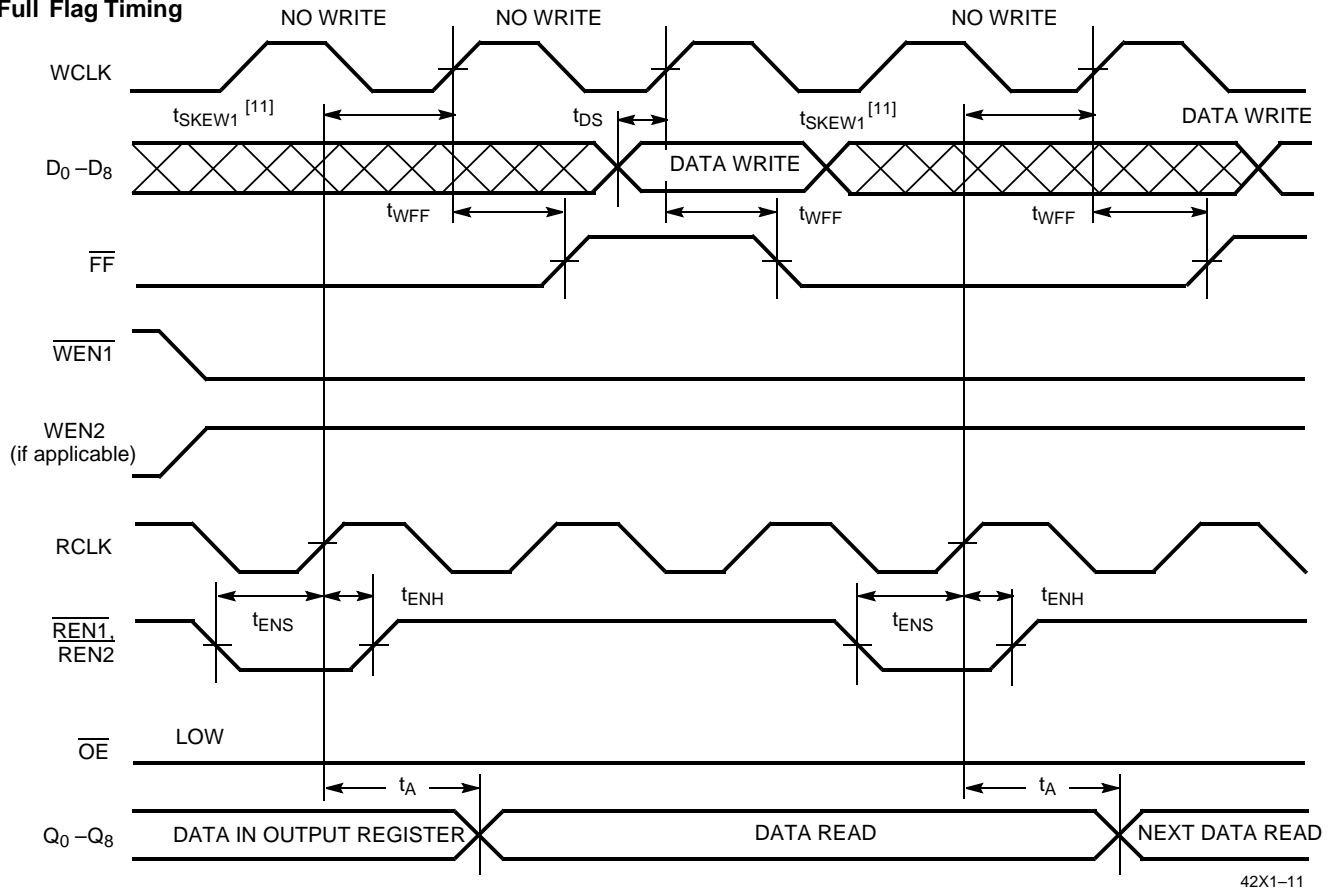 Full Flag Timing
NO WRITE
NO WRITE
NO WRITE
WCLK
tSKEW1 [11]
tDS
tSKEW1 [11]
DATA WRITE
D0 –D8
DATA WRITE
tWFF
tWFF
tWFF
FF
WEN1
WEN2
(if applicable)
RCLK
tENS
tENH
tENS
tENH
REN1,
REN2
OE
LOW
tA
tA
Q0 –Q8
DATA IN OUTPUT REGISTER
DATA READ
NEXT DATA READ
42X1–11